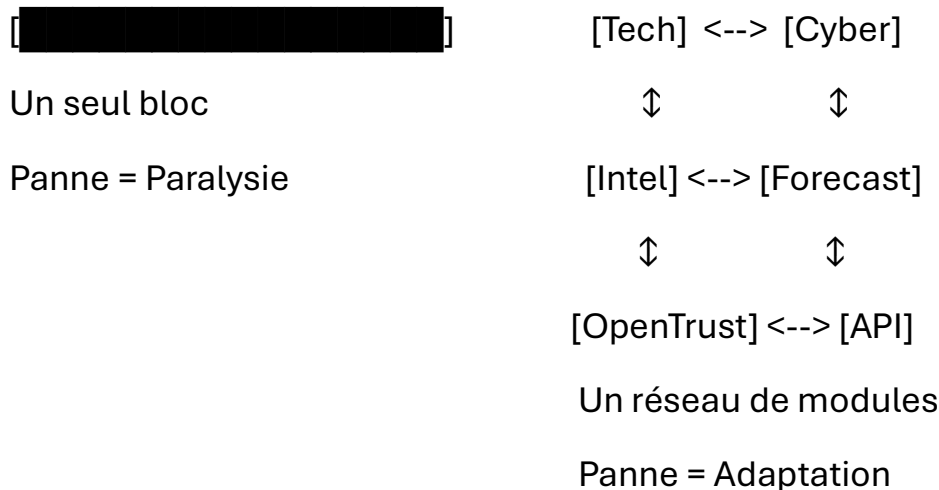 [██████████████████]
Un seul bloc
Panne = Paralysie
[Tech] <--> [Cyber]
↕ ↕
[Intel] <--> [Forecast]
↕ ↕
[OpenTrust] <--> [API]
Un réseau de modules
Panne = Adaptation